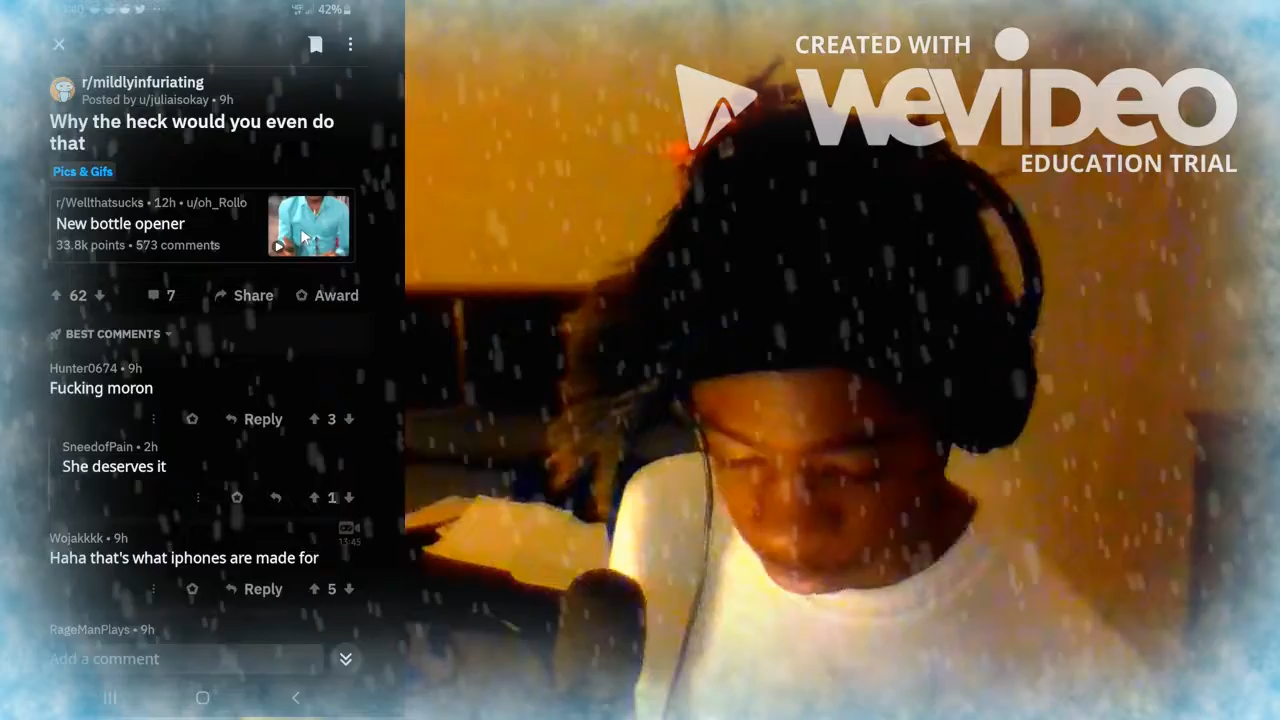 42%
r/mildlyinfuriating
Posted by u/juliaisokay • 9h
Why the heck would you even do
that
Pics & Gifs
r/Wellthatsucks • 12h • u/oh_Rollo
New bottle opener
33.8k points • 573 comments
62
7
Share
Award
BEST COMMENTS
Hunter0674 • 9h
Fucking moron
Reply
3
SneedofPain • 2h
She deserves it
1
13:45
Wojakkkk • 9h
Haha that's what iphones are made for
Reply
5
RageManPlays • 9h
Add a comment
CREATED WITH
WEVIDEO
EDUCATION TRIAL